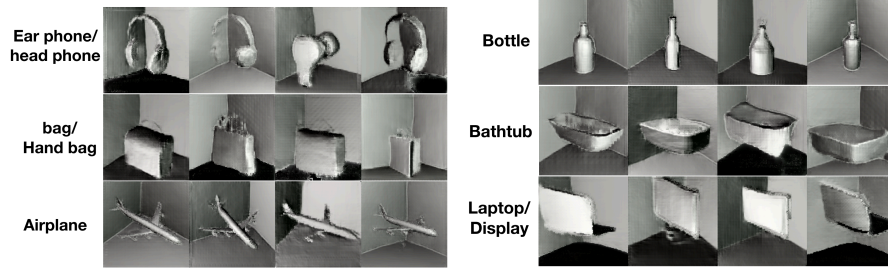 Ear phone/
head phone
bag/
Hand bag
Airplane
Bottle
Bathtub
Laptop/
Display